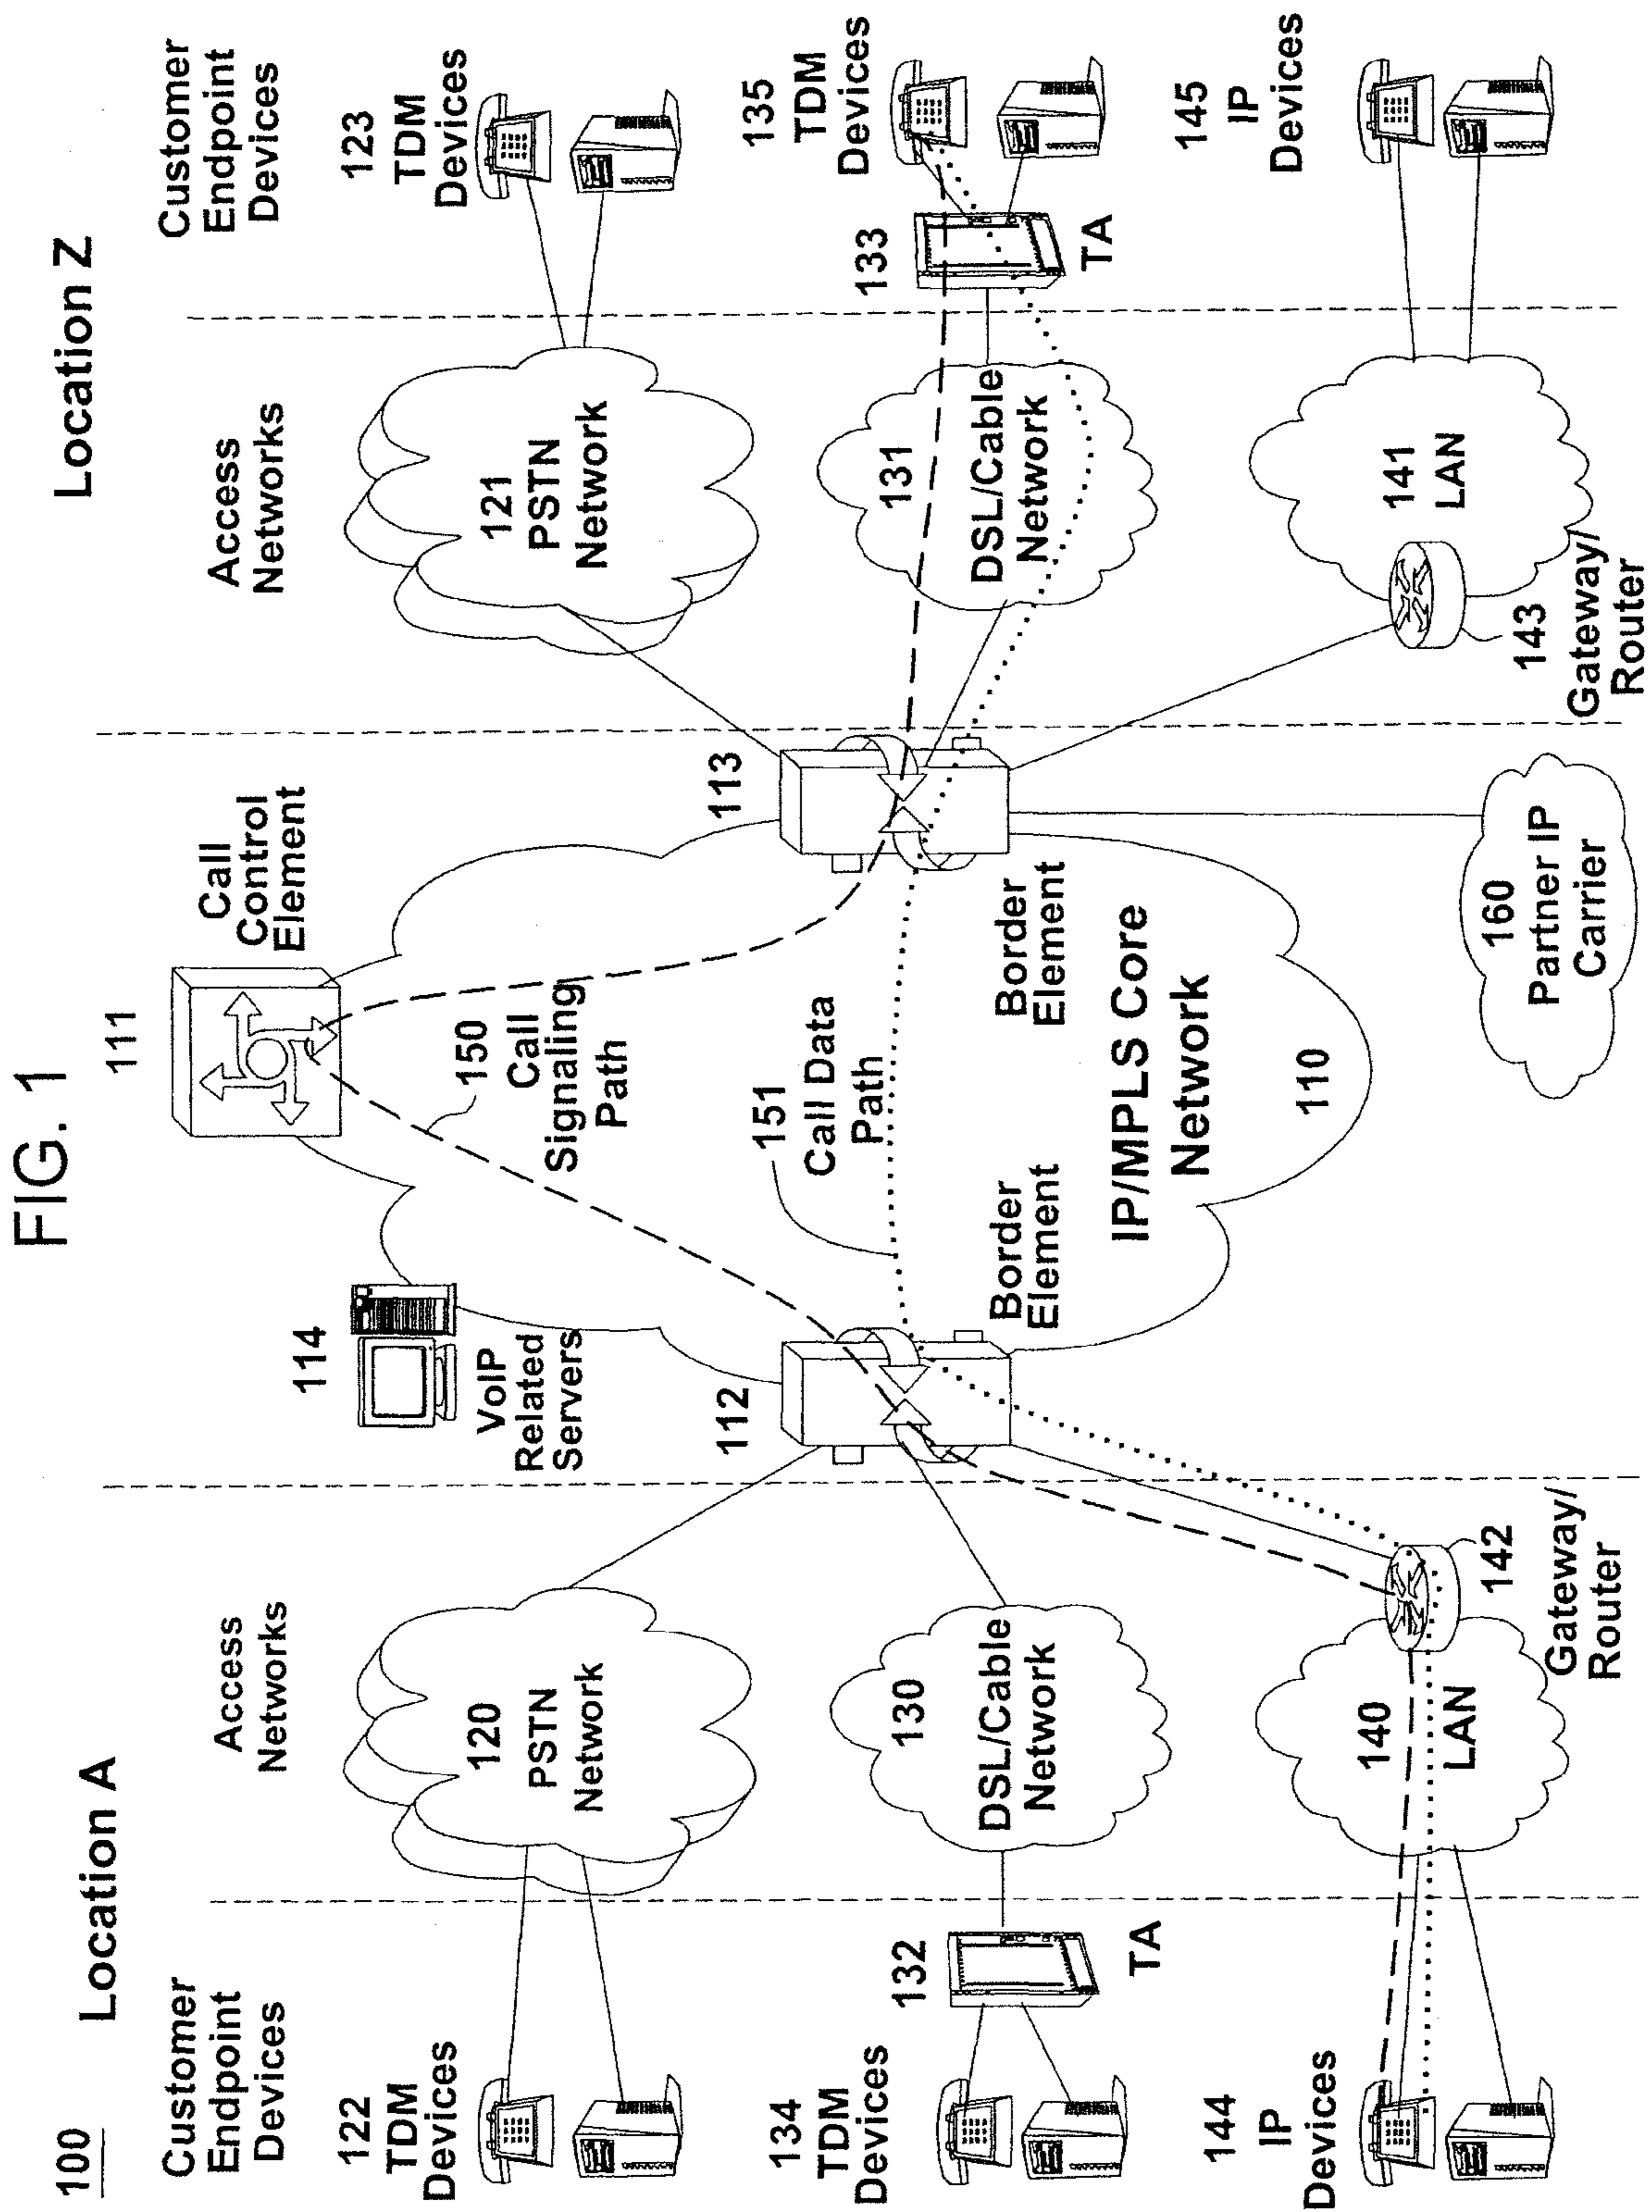 FIG. 1
100
Location A
Location Z
Customer
Endpoint
Devices
Access
Networks
111
Call
Control
Element
Access
Networks
Customer
Endpoint
Devices
122
TDM
Devices
120
PSTN
Network
114
VoIP
Related
Servers
150
Call
Signaling
Path
121
PSTN
Network
123
TDM
Devices
134
TDM
Devices
132
TA
130
DSL/Cable
Network
112
Border
Element
151
Call Data
Path
113
Border
Element
131
DSL/Cable
Network
133
TA
135
TDM
Devices
IP/MPLS Core
Network
110
144
IP
Devices
140
LAN
142
Gateway/
Router
160
Partner IP
Carrier
143
Gateway/
Router
141
LAN
145
IP
Devices